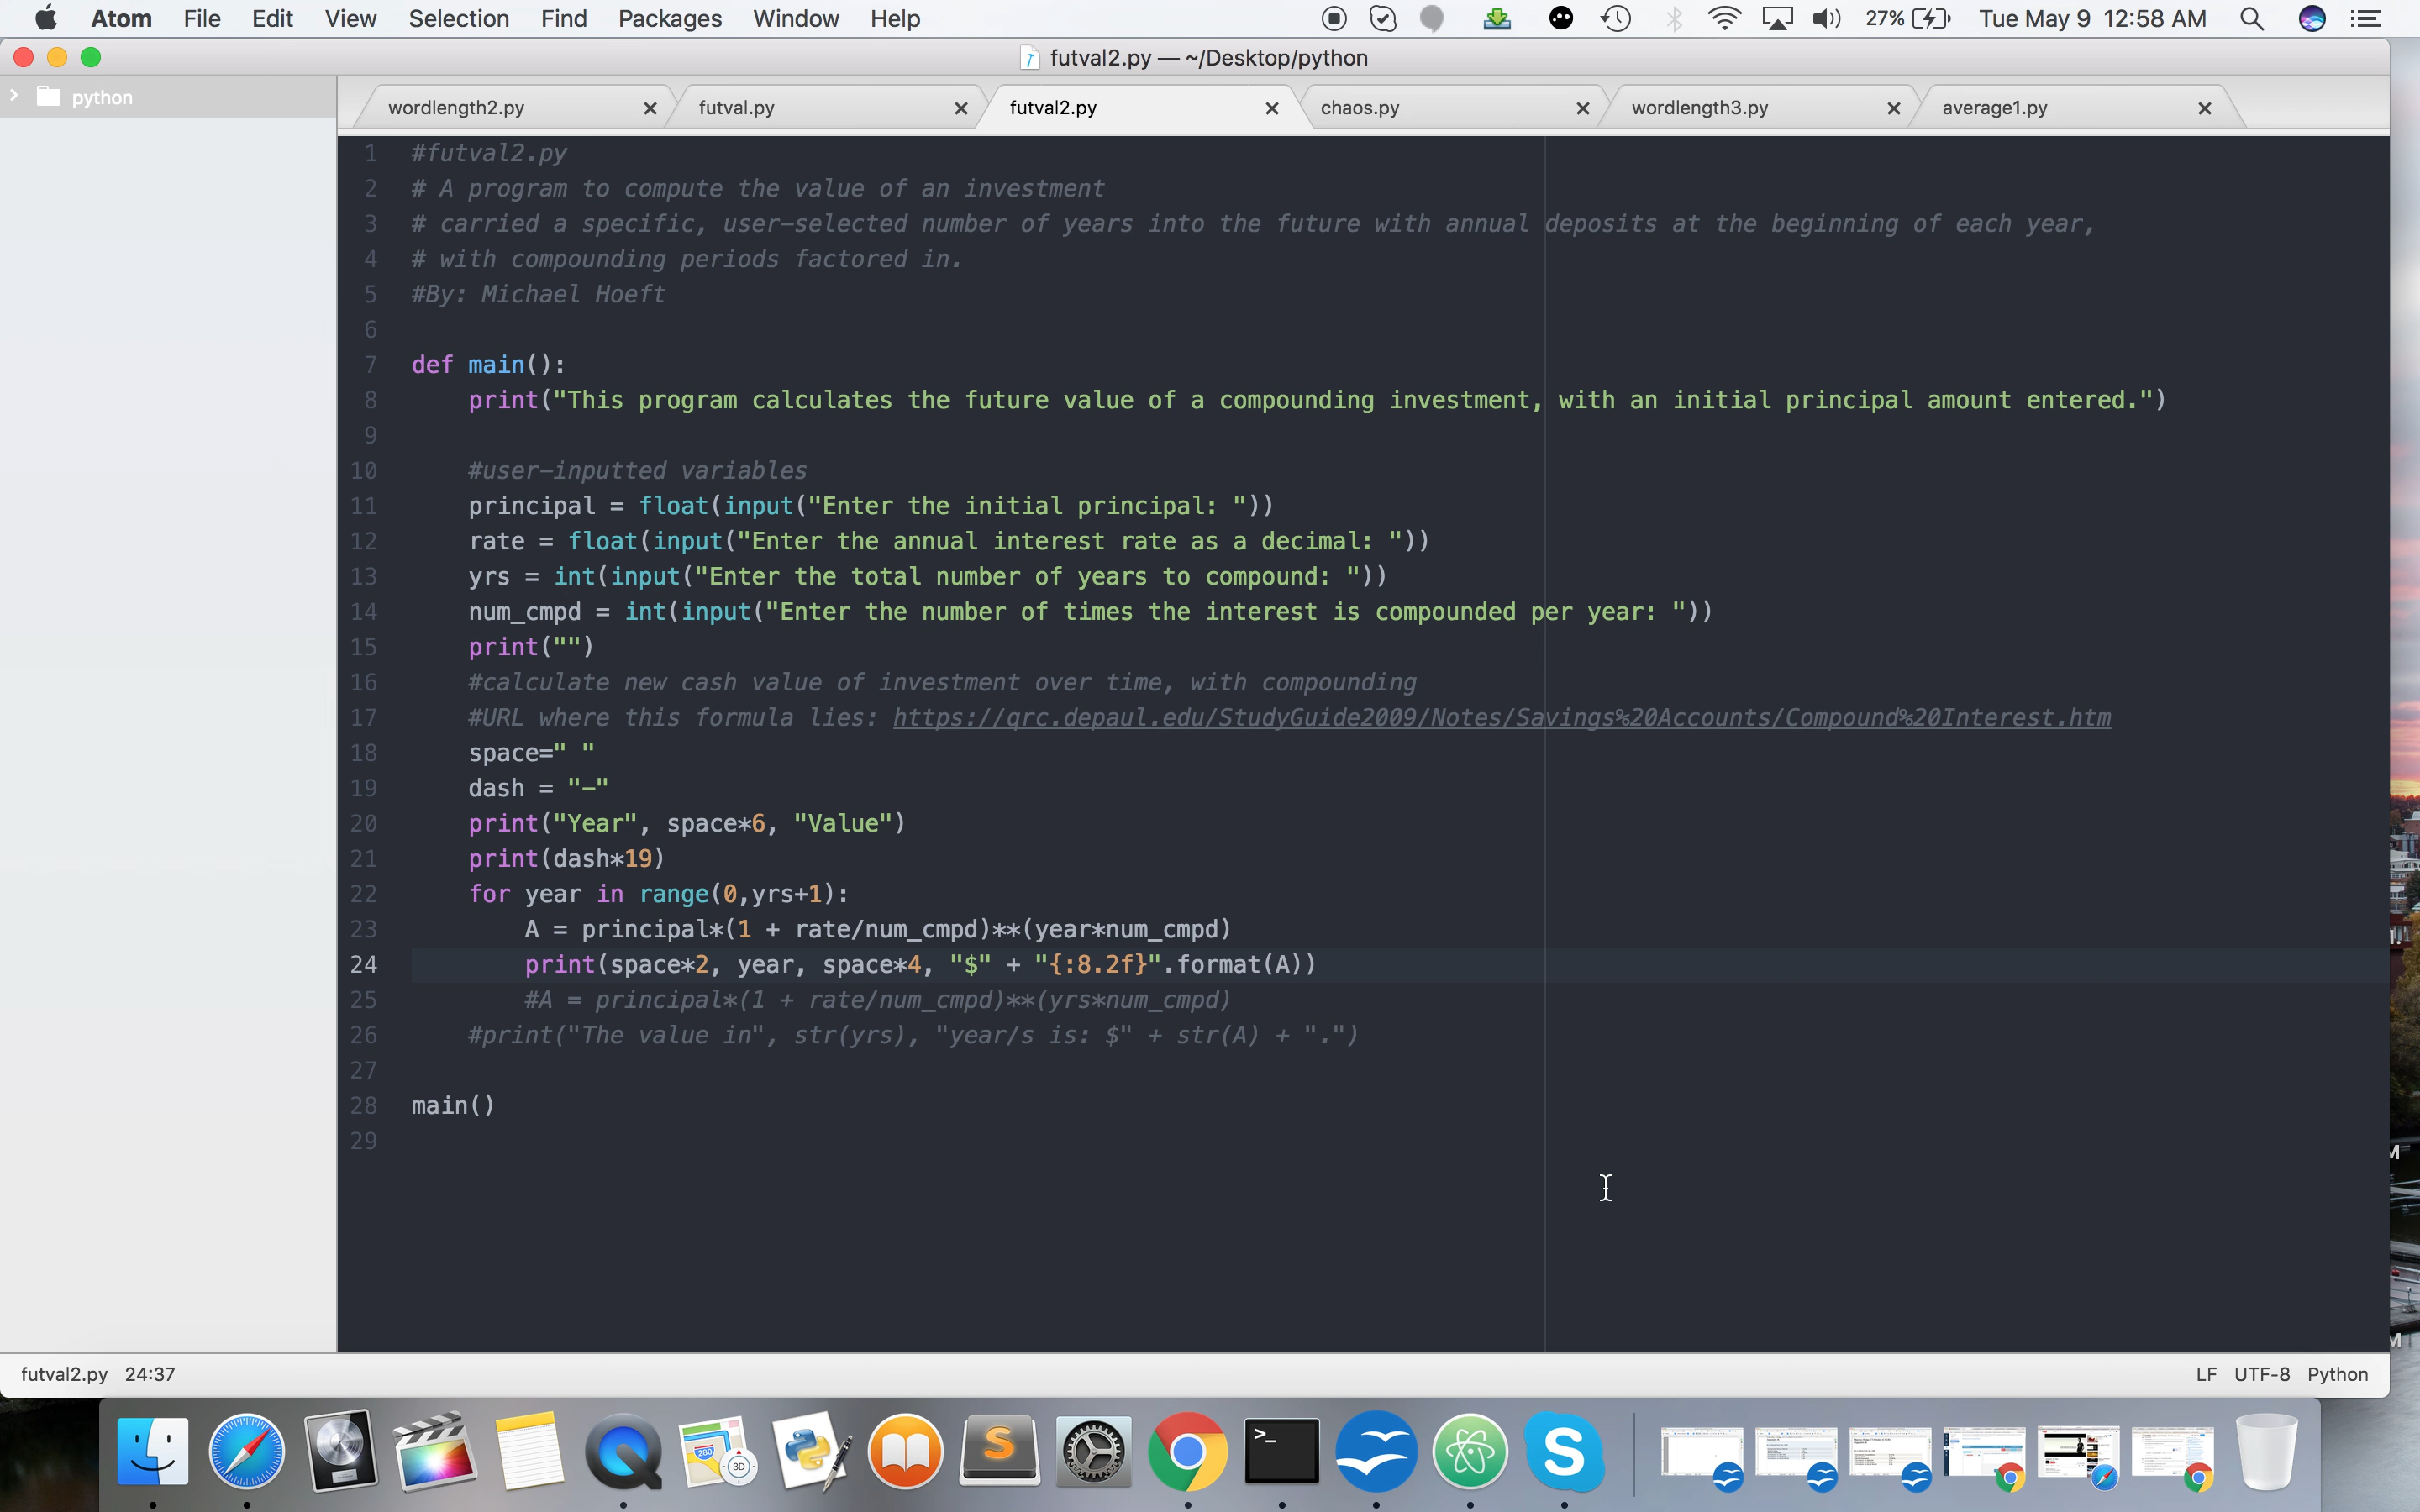 Atom File Edit View Selection Find Packages Window Help 27% Tue May 9 12:58 AM
futval2.py — ~/Desktop/python
python
wordlength2.py futval.py futval2.py chaos.py wordlength3.py average1.py
1 #futval2.py
2 # A program to compute the value of an investment
3 # carried a specific, user-selected number of years into the future with annual deposits at the beginning of each year,
4 # with compounding periods factored in.
5 #By: Michael Hoeft
6
7 def main():
8 print("This program calculates the future value of a compounding investment, with an initial principal amount entered.")
9
10 #user-inputted variables
11 principal = float(input("Enter the initial principal: "))
12 rate = float(input("Enter the annual interest rate as a decimal: "))
13 yrs = int(input("Enter the total number of years to compound: "))
14 num_cmpd = int(input("Enter the number of times the interest is compounded per year: "))
15 print("")
16 #calculate new cash value of investment over time, with compounding
17 #URL where this formula lies: https://qrc.depaul.edu/StudyGuide2009/Notes/Savings%20Accounts/Compound%20Interest.htm
18 space=" "
19 dash = "-"
20 print("Year", space*6, "Value")
21 print(dash*19)
22 for year in range(0,yrs+1):
23 A = principal*(1 + rate/num_cmpd)**(year*num_cmpd)
24 print(space*2, year, space*4, "$" + "{:8.2f}".format(A))
25 #A = principal*(1 + rate/num_cmpd)**(yrs*num_cmpd)
26 #print("The value in", str(yrs), "year/s is: $" + str(A) + ".")
27
28 main()
29
futval2.py 24:37 LF UTF-8 Python